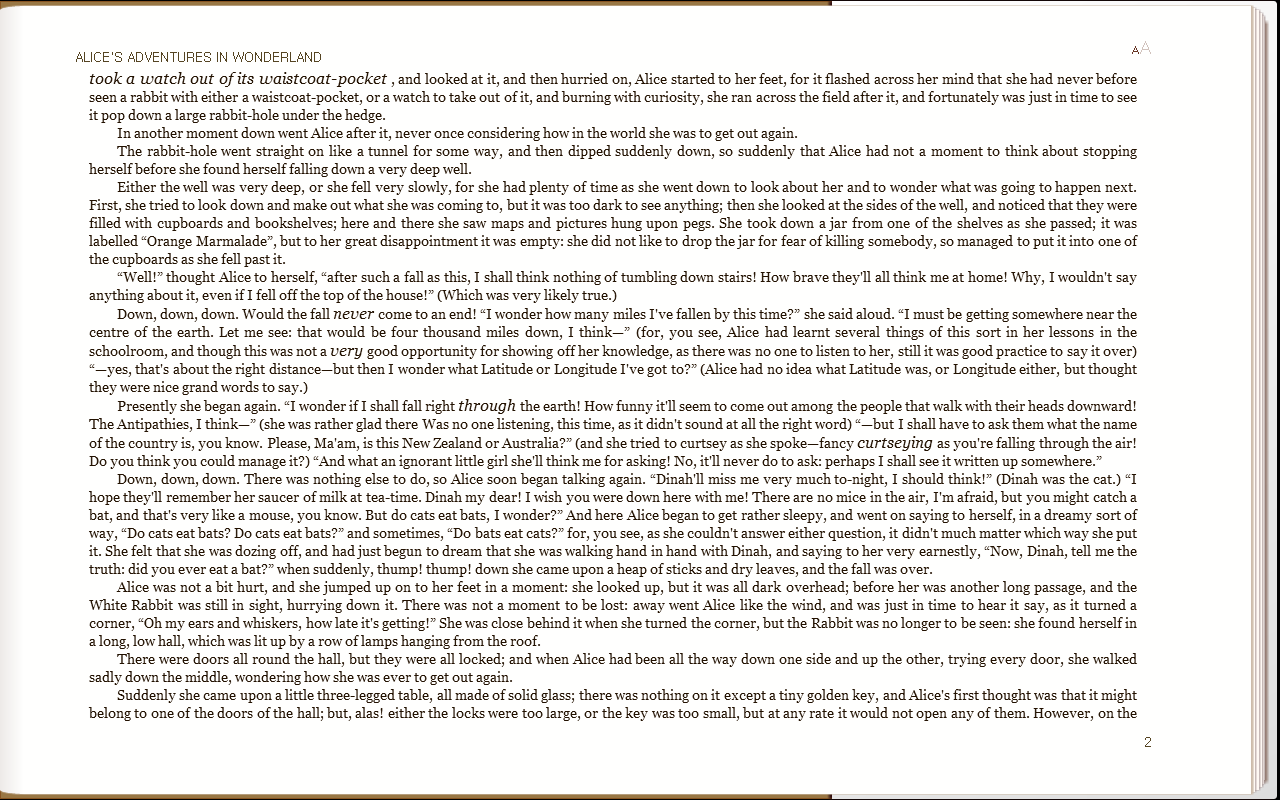 ALICE'S ADVENTURES IN WONDERLAND
AA
took a watch out of its waistcoat-pocket , and looked at it, and then hurried on, Alice started to her feet, for it flashed across her mind that she had never before
seen a rabbit with either a waistcoat-pocket, or a watch to take out of it, and burning with curiosity, she ran across the field after it, and fortunately was just in time to see
it pop down a large rabbit-hole under the hedge.
In another moment down went Alice after it, never once considering how in the world she was to get out again.
The rabbit-hole went straight on like a tunnel for some way, and then dipped suddenly down, so suddenly that Alice had not a moment to think about stopping
herself before she found herself falling down a very deep well.
Either the well was very deep, or she fell very slowly, for she had plenty of time as she went down to look about her and to wonder what was going to happen next.
First, she tried to look down and make out what she was coming to, but it was too dark to see anything; then she looked at the sides of the well, and noticed that they were
filled with cupboards and bookshelves; here and there she saw maps and pictures hung upon pegs. She took down a jar from one of the shelves as she passed; it was
labelled “Orange Marmalade”, but to her great disappointment it was empty: she did not like to drop the jar for fear of killing somebody, so managed to put it into one of
the cupboards as she fell past it.
“Well!” thought Alice to herself, “after such a fall as this, I shall think nothing of tumbling down stairs! How brave they'll all think me at home! Why, I wouldn't say
anything about it, even if I fell off the top of the house!” (Which was very likely true.)
Down, down, down. Would the fall never come to an end! “I wonder how many miles I've fallen by this time?” she said aloud. “I must be getting somewhere near the
centre of the earth. Let me see: that would be four thousand miles down, I think—” (for, you see, Alice had learnt several things of this sort in her lessons in the
schoolroom, and though this was not a very good opportunity for showing off her knowledge, as there was no one to listen to her, still it was good practice to say it over)
“—yes, that's about the right distance—but then I wonder what Latitude or Longitude I've got to?” (Alice had no idea what Latitude was, or Longitude either, but thought
they were nice grand words to say.)
Presently she began again. “I wonder if I shall fall right through the earth! How funny it'll seem to come out among the people that walk with their heads downward!
The Antipathies, I think—” (she was rather glad there Was no one listening, this time, as it didn't sound at all the right word) “—but I shall have to ask them what the name
of the country is, you know. Please, Ma'am, is this New Zealand or Australia?” (and she tried to curtsey as she spoke—fancy curtseying as you're falling through the air!
Do you think you could manage it?) “And what an ignorant little girl she'll think me for asking! No, it'll never do to ask: perhaps I shall see it written up somewhere.”
Down, down, down. There was nothing else to do, so Alice soon began talking again. “Dinah'll miss me very much to-night, I should think!” (Dinah was the cat.) “I
hope they'll remember her saucer of milk at tea-time. Dinah my dear! I wish you were down here with me! There are no mice in the air, I'm afraid, but you might catch a
bat, and that's very like a mouse, you know. But do cats eat bats, I wonder?” And here Alice began to get rather sleepy, and went on saying to herself, in a dreamy sort of
way, “Do cats eat bats? Do cats eat bats?” and sometimes, “Do bats eat cats?” for, you see, as she couldn't answer either question, it didn't much matter which way she put
it. She felt that she was dozing off, and had just begun to dream that she was walking hand in hand with Dinah, and saying to her very earnestly, “Now, Dinah, tell me the
truth: did you ever eat a bat?” when suddenly, thump! thump! down she came upon a heap of sticks and dry leaves, and the fall was over.
Alice was not a bit hurt, and she jumped up on to her feet in a moment: she looked up, but it was all dark overhead; before her was another long passage, and the
White Rabbit was still in sight, hurrying down it. There was not a moment to be lost: away went Alice like the wind, and was just in time to hear it say, as it turned a
corner, “Oh my ears and whiskers, how late it's getting!” She was close behind it when she turned the corner, but the Rabbit was no longer to be seen: she found herself in
a long, low hall, which was lit up by a row of lamps hanging from the roof.
There were doors all round the hall, but they were all locked; and when Alice had been all the way down one side and up the other, trying every door, she walked
sadly down the middle, wondering how she was ever to get out again.
Suddenly she came upon a little three-legged table, all made of solid glass; there was nothing on it except a tiny golden key, and Alice's first thought was that it might
belong to one of the doors of the hall; but, alas! either the locks were too large, or the key was too small, but at any rate it would not open any of them. However, on the
2